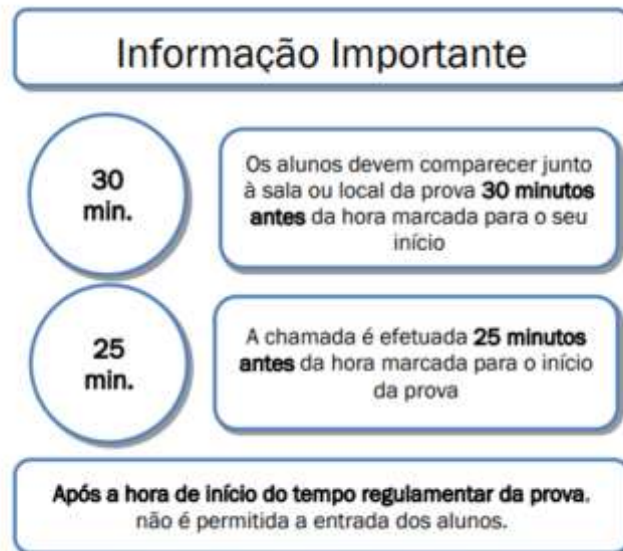 Informação Importante
30
min.
Os alunos devem comparecer junto
à sala ou local da prova 30 minutos
antes da hora marcada para o seu
início
25
min.
A chamada é efetuada 25 minutos
antes da hora marcada para o início
da prova
Após a hora de início do tempo regulamentar da prova,
não é permitida a entrada dos alunos.